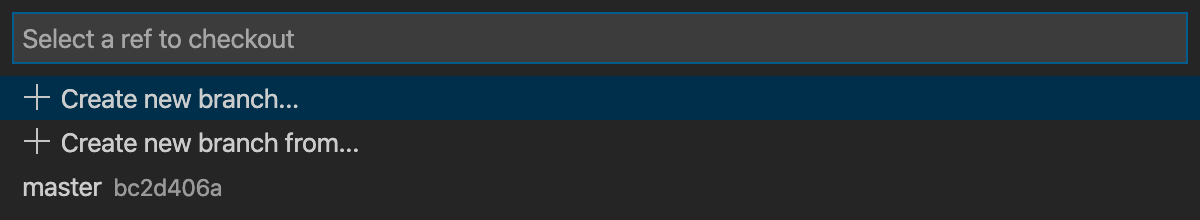 Select a ref to checkout
+ Create new branch...
+ Create new branch from...
master bc2d406a